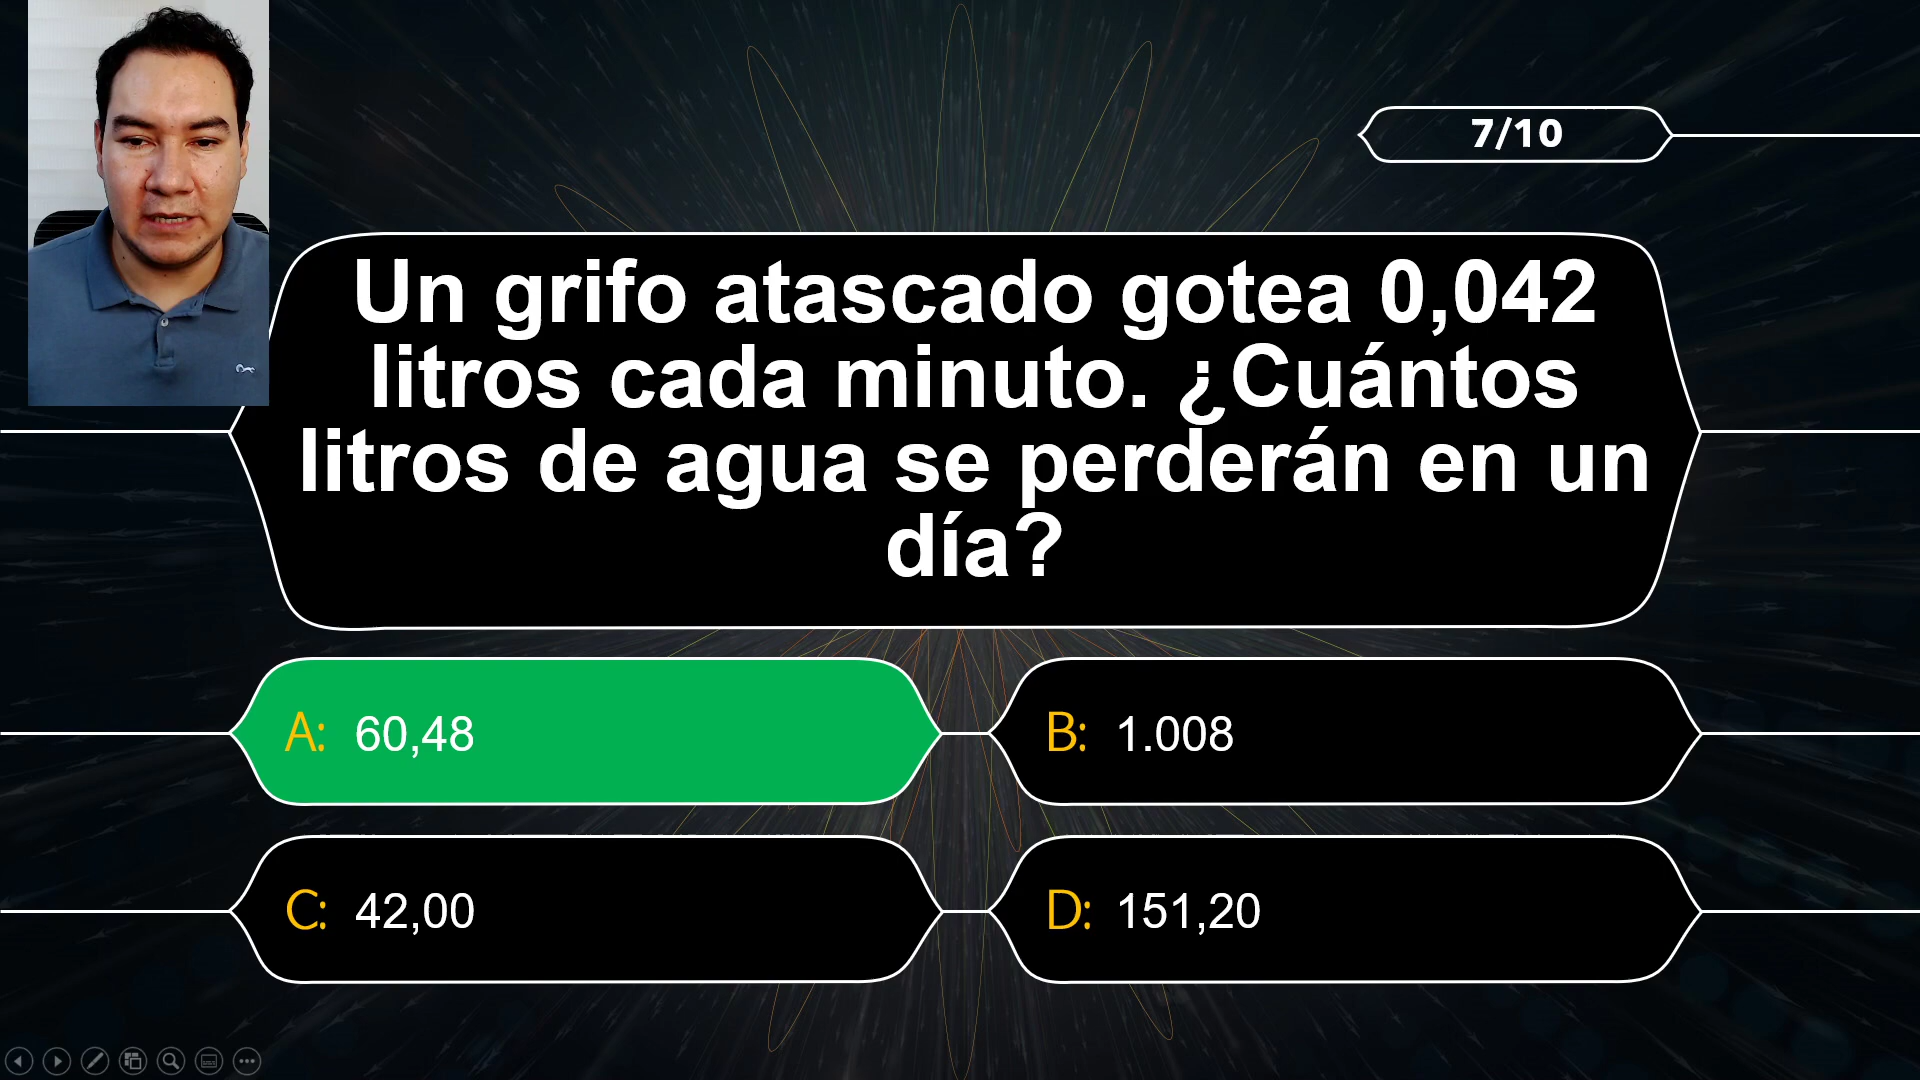 7/10
Un grifo atascado gotea 0,042
litros cada minuto. ¿Cuántos
litros de agua se perderán en un
día?
A: 60,48
B: 1.008
C: 42,00
D: 151,20